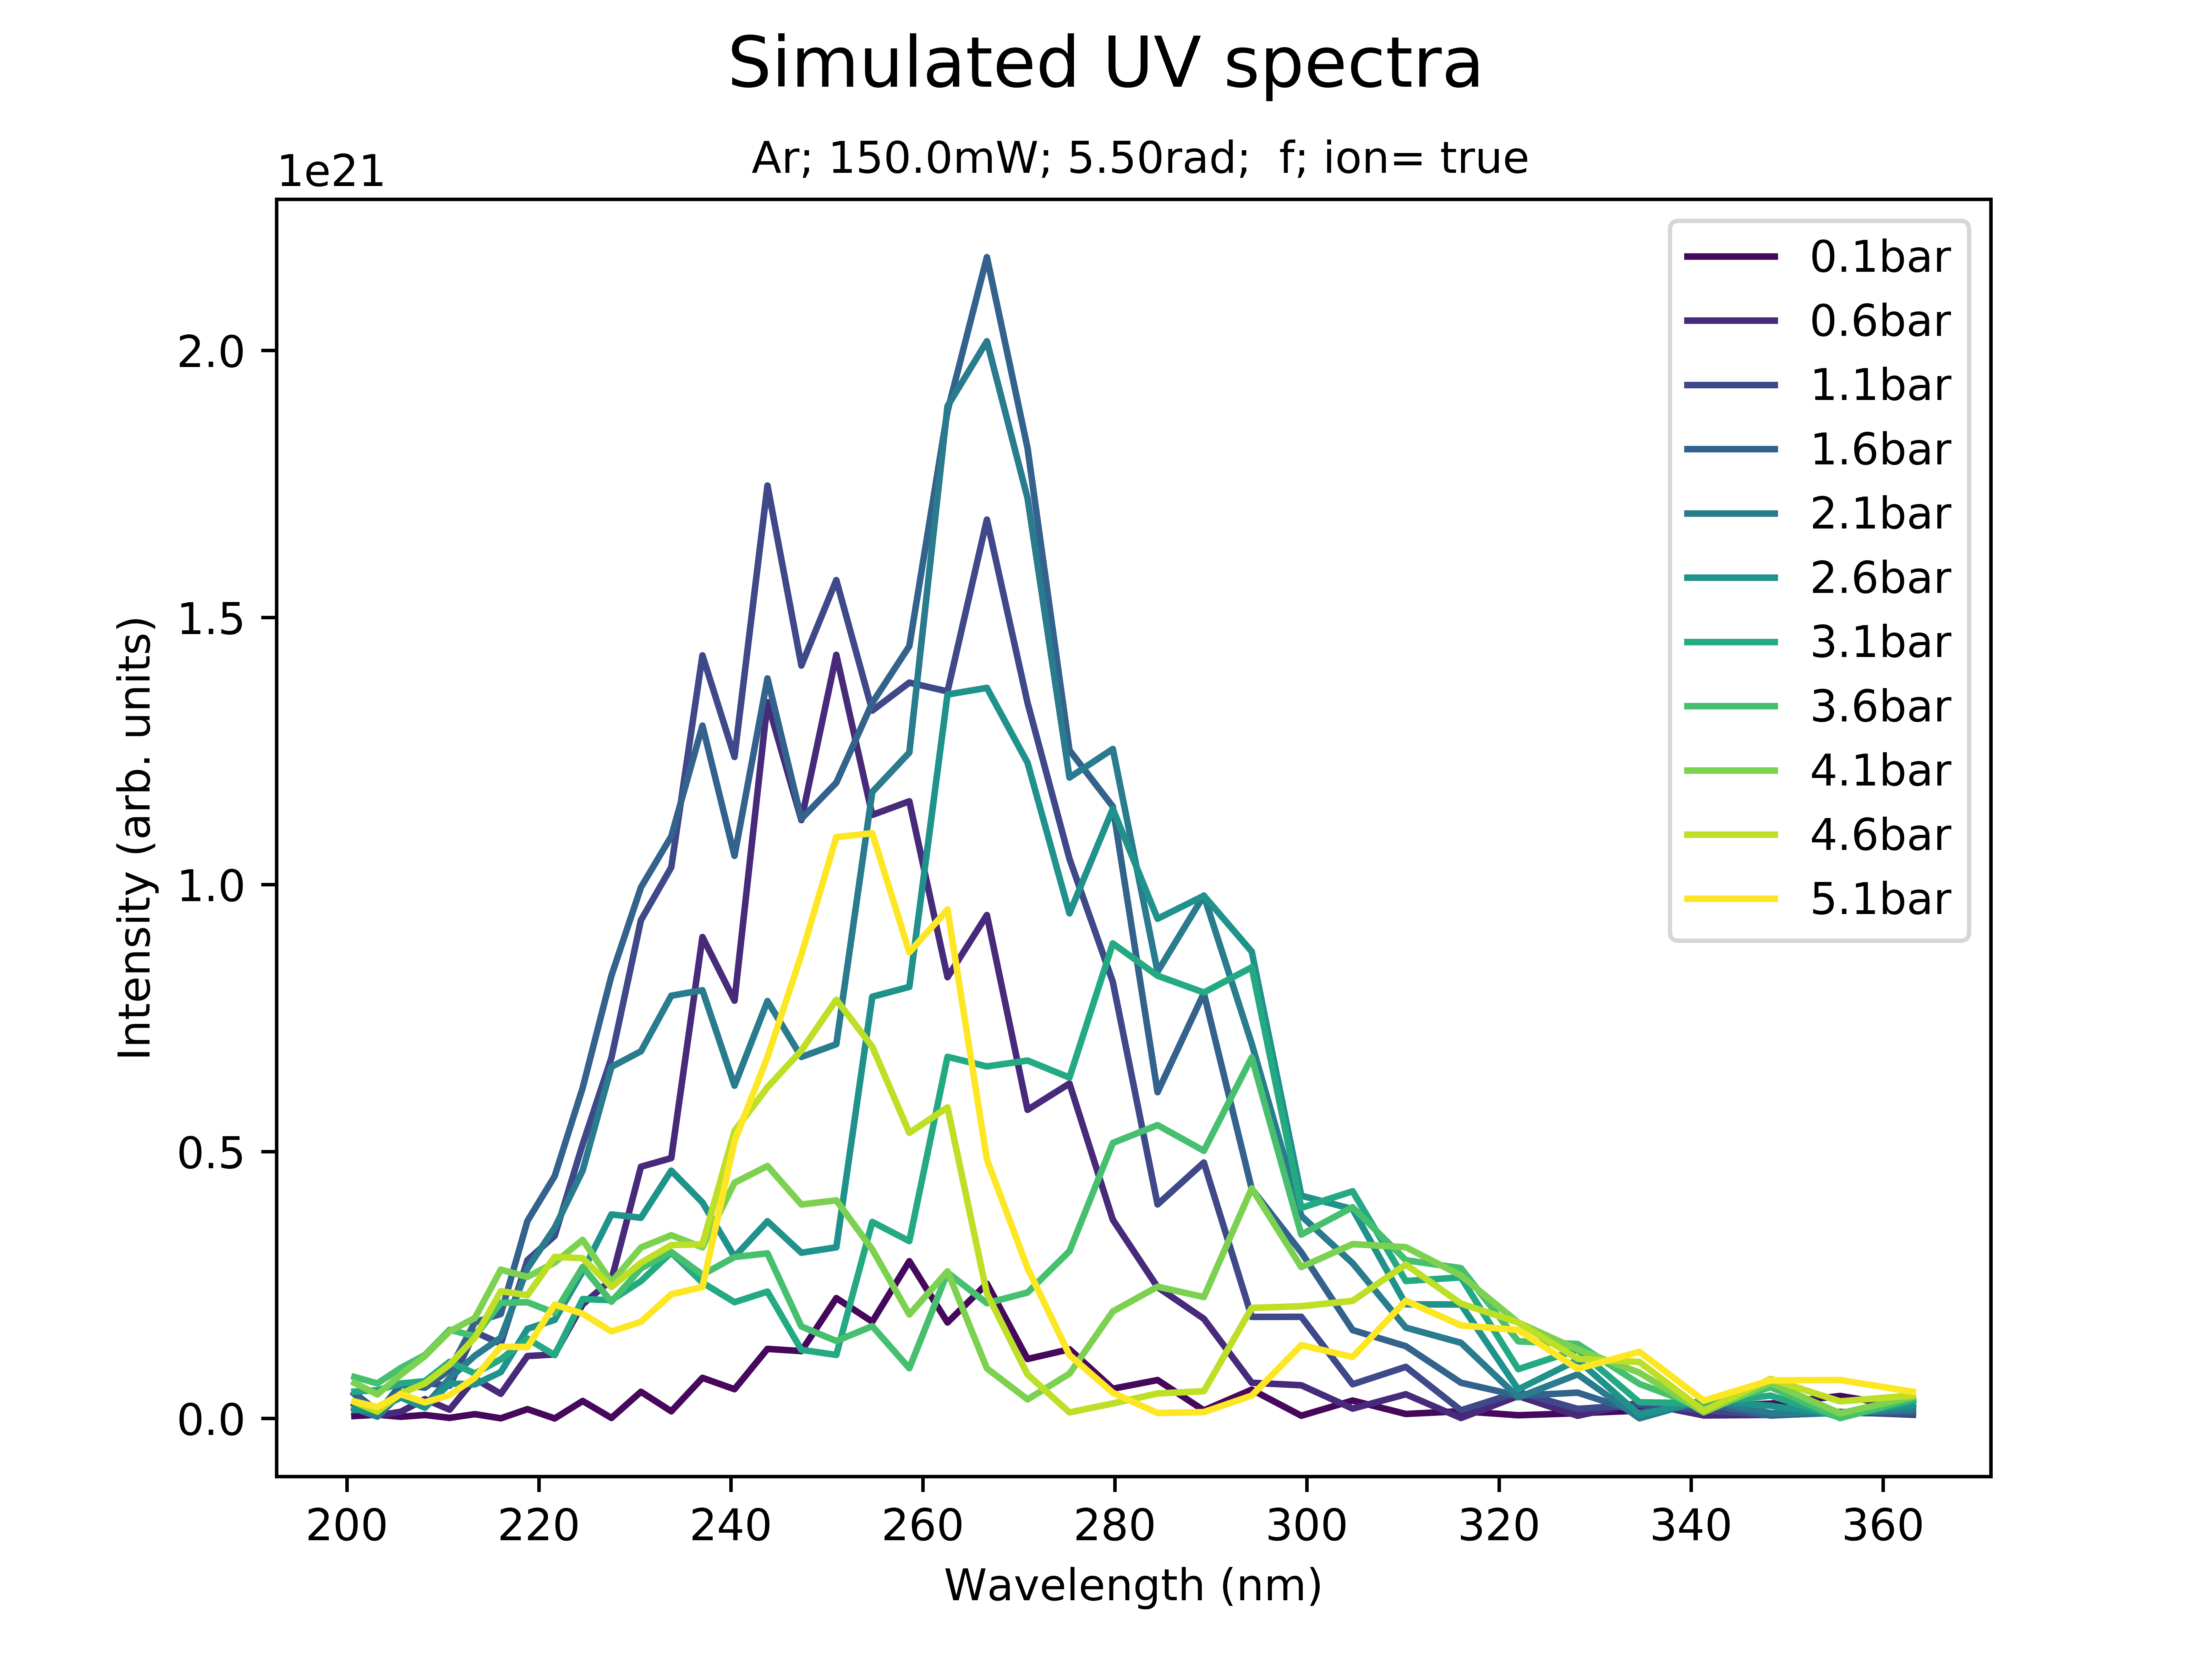 Simulated UV spectra
Ar; 150.0mW; 5.50rad;  f; ion= true
1e21
2.0
1.5
1.0
0.5
0.0
Intensity (arb. units)
200 220 240 260 280 300 320 340 360
Wavelength (nm)
0.1bar
0.6bar
1.1bar
1.6bar
2.1bar
2.6bar
3.1bar
3.6bar
4.1bar
4.6bar
5.1bar